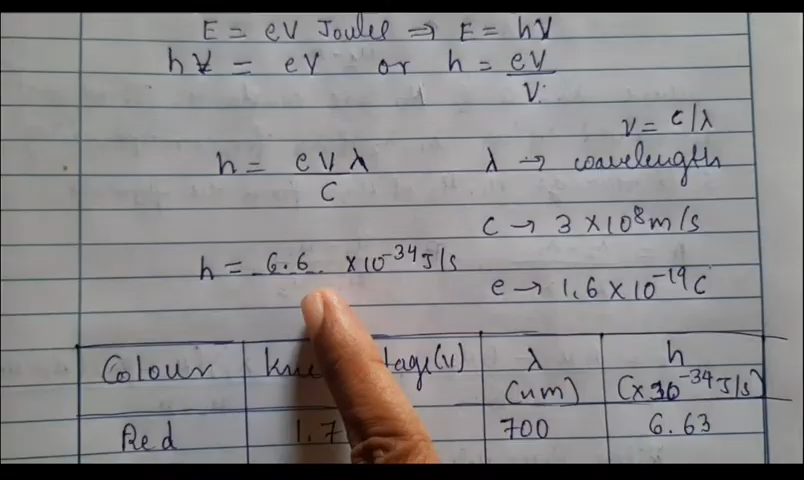 E = eV Joules ⇒ E = hν
hν = eV or h = eV/ν
ν = c/λ
h = eVλ/C λ → wavelength
C → 3 × 10⁸ m/s
h = 6.6 × 10⁻³⁴ J/s
e → 1.6 × 10⁻¹⁹ C
Colour tage(V) λ (nm) h (× 10⁻³⁴ J/s)
Red 1.7 700 6.63